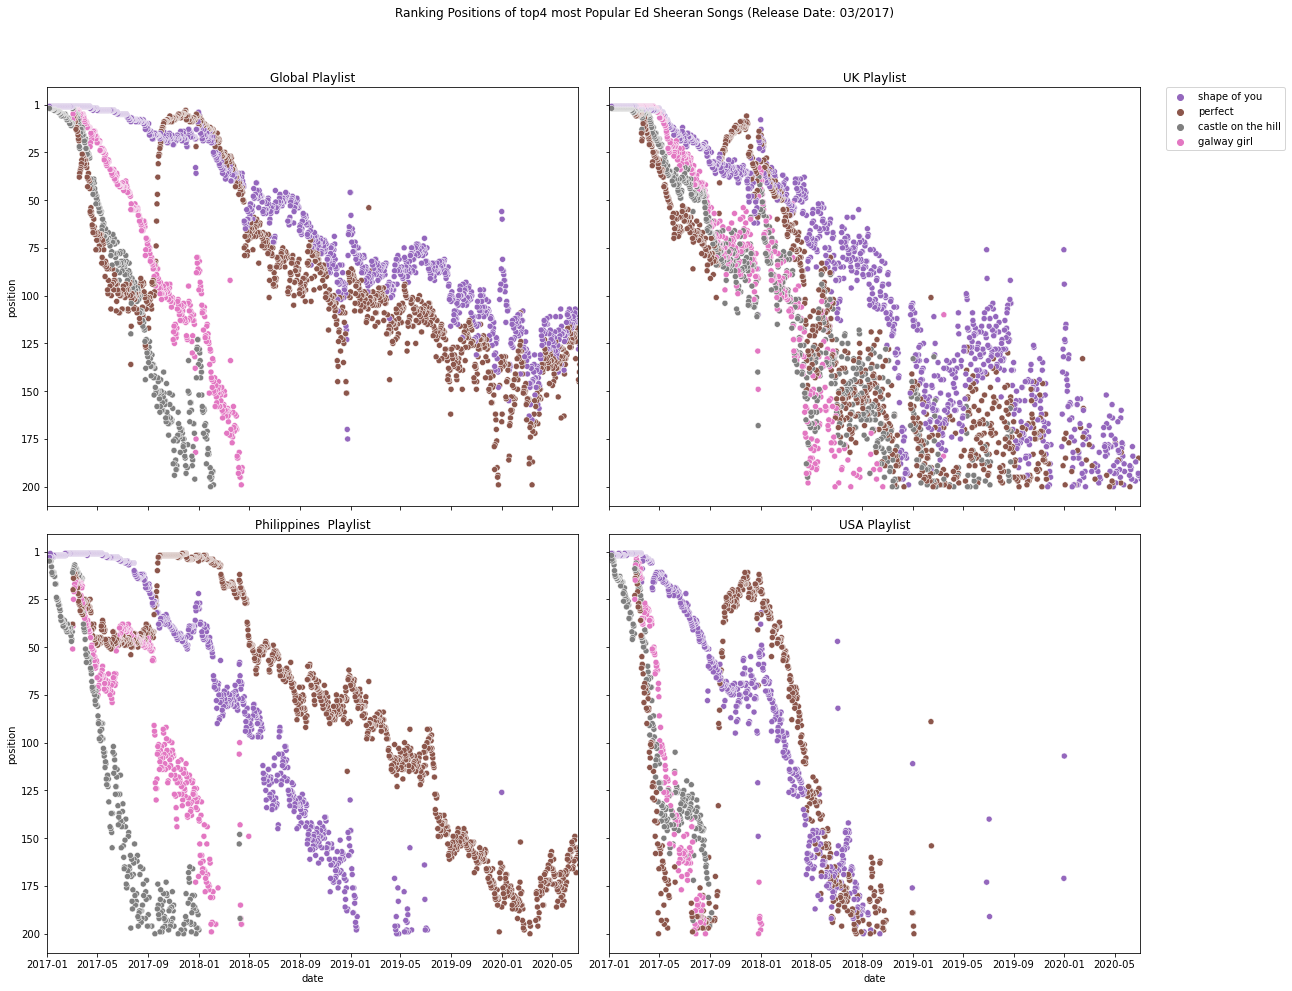 Ranking Positions of top4 most Popular Ed Sheeran Songs (Release Date: 03/2017)
Global Playlist
position
1
25
50
75
100
125
150
175
200
UK Playlist
shape of you
perfect
castle on the hill
galway girl
Philippines  Playlist
position
1
25
50
75
100
125
150
175
200
2017-01 2017-05 2017-09 2018-01 2018-05 2018-09 2019-01 2019-05 2019-09 2020-01 2020-05
date
USA Playlist
2017-01 2017-05 2017-09 2018-01 2018-05 2018-09 2019-01 2019-05 2019-09 2020-01 2020-05
date